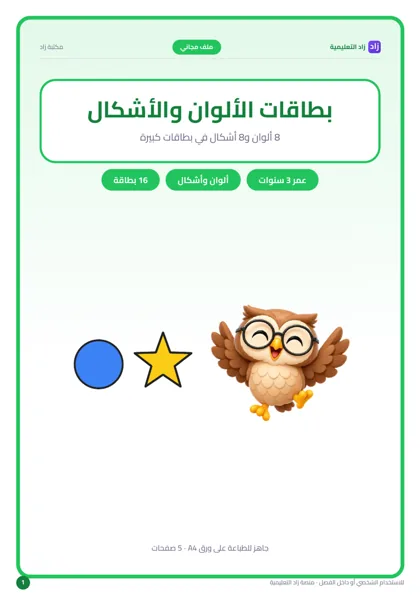 زاد زاد التعليمية
ملف مجاني
مكتبة زاد
بطاقات الألوان والأشكال
8 ألوان و8 أشكال في بطاقات كبيرة
عمر 3 سنوات
ألوان وأشكال
16 بطاقة
جاهز للطباعة على ورق A4 · 5 صفحات
للاستخدام الشخصي أو داخل الفصل · منصة زاد التعليمية
1